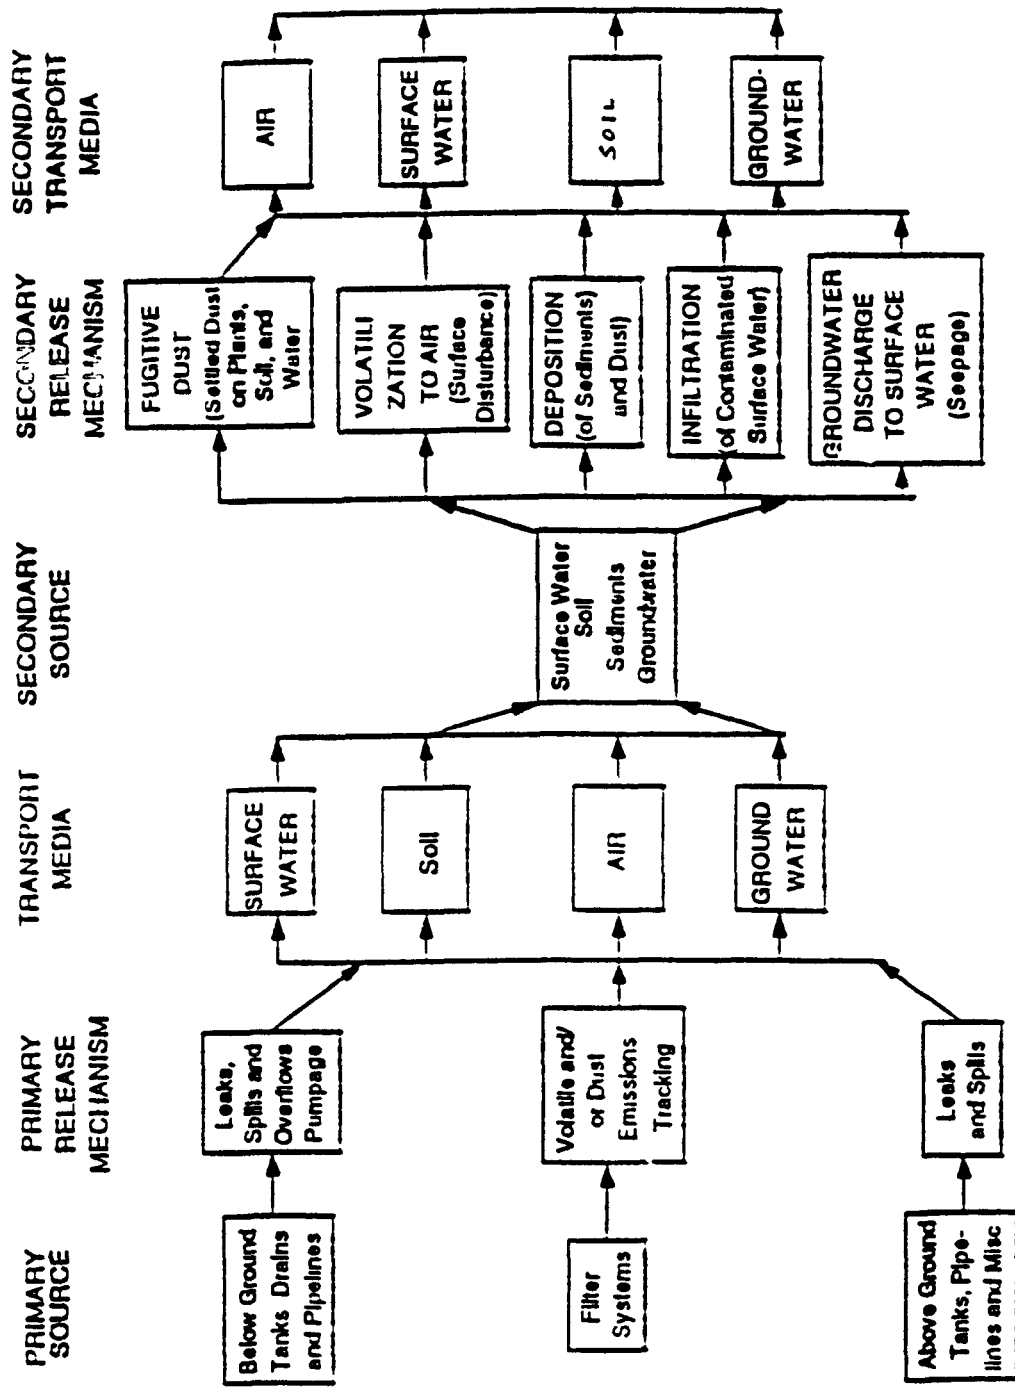 PRIMARY
SOURCE
PRIMARY
RELEASE
MECHANISM
TRANSPORT
MEDIA
SECONDARY
SOURCE
SECONDARY
RELEASE
MECHANISM
SECONDARY
TRANSPORT
MEDIA
Below Ground
Tanks Drains
and Pipelines
Leaks,
Spills and
Overflows
Pumpage
SURFACE
WATER
Soil
Filter
Systems
Volatile and/
or Dust
Emissions
Tracking
AIR
GROUND
WATER
Above Ground
Tanks, Pipe-
lines and Misc
Leaks
and Spills
Surface Water
Soil
Sediments
Groundwater
FUGITIVE
DUST
(Settled Dust
on Plants,
Soil, and
Water
VOLATILI
ZATION
TO AIR
(Surface
Disturbance)
DEPOSITION
(of Sediments)
and Dust)
INFILTRATION
(of Contaminated
Surface Water)
GROUNDWATER
DISCHARGE
TO SURFACE
WATER
(Seepage)
AIR
SURFACE
WATER
SOIL
GROUND-
WATER